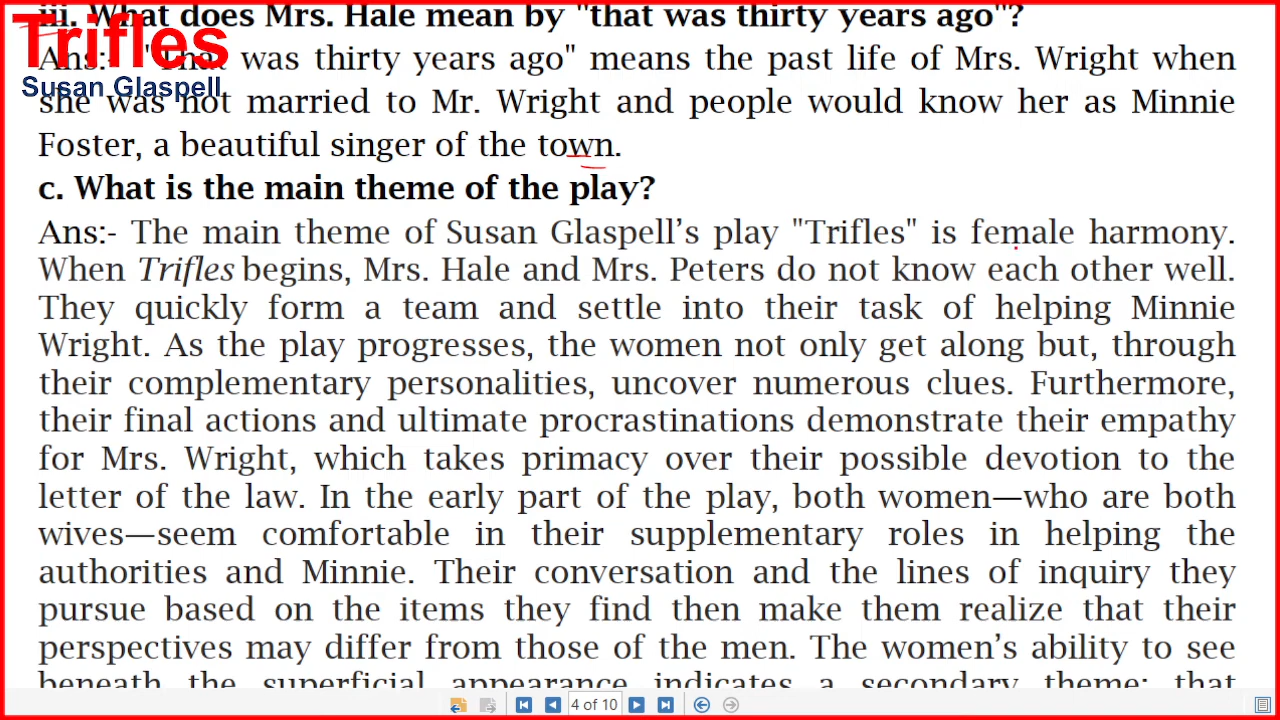 iii. What does Mrs. Hale mean by "that was thirty years ago"?
Trifles
Susan Glaspell
Ans:- "That was thirty years ago" means the past life of Mrs. Wright when
she was not married to Mr. Wright and people would know her as Minnie
Foster, a beautiful singer of the town.
c. What is the main theme of the play?
Ans:- The main theme of Susan Glaspell’s play "Trifles" is female harmony.
When Trifles begins, Mrs. Hale and Mrs. Peters do not know each other well.
They quickly form a team and settle into their task of helping Minnie
Wright. As the play progresses, the women not only get along but, through
their complementary personalities, uncover numerous clues. Furthermore,
their final actions and ultimate procrastinations demonstrate their empathy
for Mrs. Wright, which takes primacy over their possible devotion to the
letter of the law. In the early part of the play, both women—who are both
wives—seem comfortable in their supplementary roles in helping the
authorities and Minnie. Their conversation and the lines of inquiry they
pursue based on the items they find then make them realize that their
perspectives may differ from those of the men. The women’s ability to see
beneath the superficial appearance indicates a secondary theme: that
4 of 10